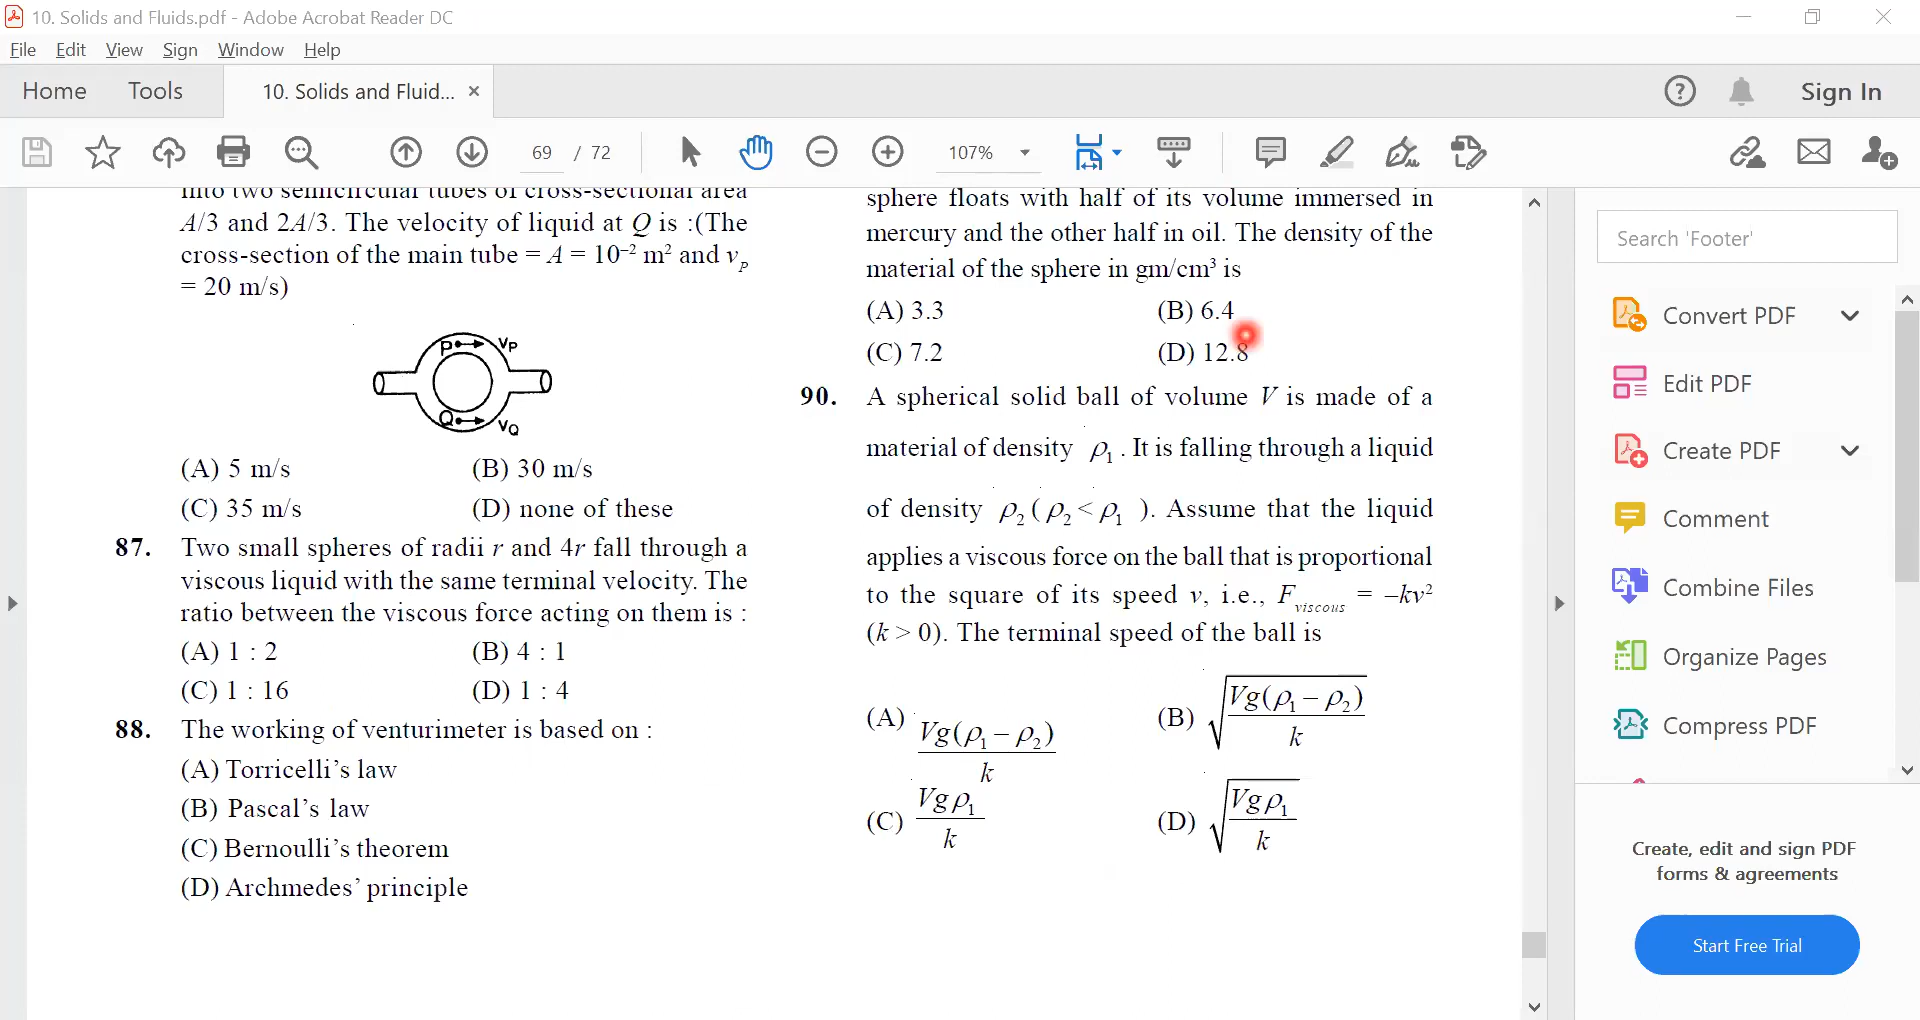 10. Solids and Fluids.pdf - Adobe Acrobat Reader DC
File Edit View Sign Window Help
Home Tools 10. Solids and Fluid... ×
Sign In
69 / 72
107%
into two semicircular tubes of cross-sectional area
A/3 and 2A/3. The velocity of liquid at Q is :(The
cross-section of the main tube = A = 10⁻² m² and v_P
= 20 m/s)
P v_P
Q v_Q
(A) 5 m/s (B) 30 m/s
(C) 35 m/s (D) none of these
87. Two small spheres of radii r and 4r fall through a
viscous liquid with the same terminal velocity. The
ratio between the viscous force acting on them is :
(A) 1 : 2 (B) 4 : 1
(C) 1 : 16 (D) 1 : 4
88. The working of venturimeter is based on :
(A) Torricelli's law
(B) Pascal's law
(C) Bernoulli's theorem
(D) Archmedes' principle
sphere floats with half of its volume immersed in
mercury and the other half in oil. The density of the
material of the sphere in gm/cm³ is
(A) 3.3 (B) 6.4
(C) 7.2 (D) 12.8
90. A spherical solid ball of volume V is made of a
material of density ρ₁ . It is falling through a liquid
of density ρ₂ ( ρ₂ < ρ₁ ). Assume that the liquid
applies a viscous force on the ball that is proportional
to the square of its speed v, i.e., F_viscous = –kv²
(k > 0). The terminal speed of the ball is
(A) Vg(ρ₁ – ρ₂)/k (B) √(Vg(ρ₁ – ρ₂)/k)
(C) Vgρ₁/k (D) √(Vgρ₁/k)
Search 'Footer'
Convert PDF
Edit PDF
Create PDF
Comment
Combine Files
Organize Pages
Compress PDF
Create, edit and sign PDF
forms & agreements
Start Free Trial